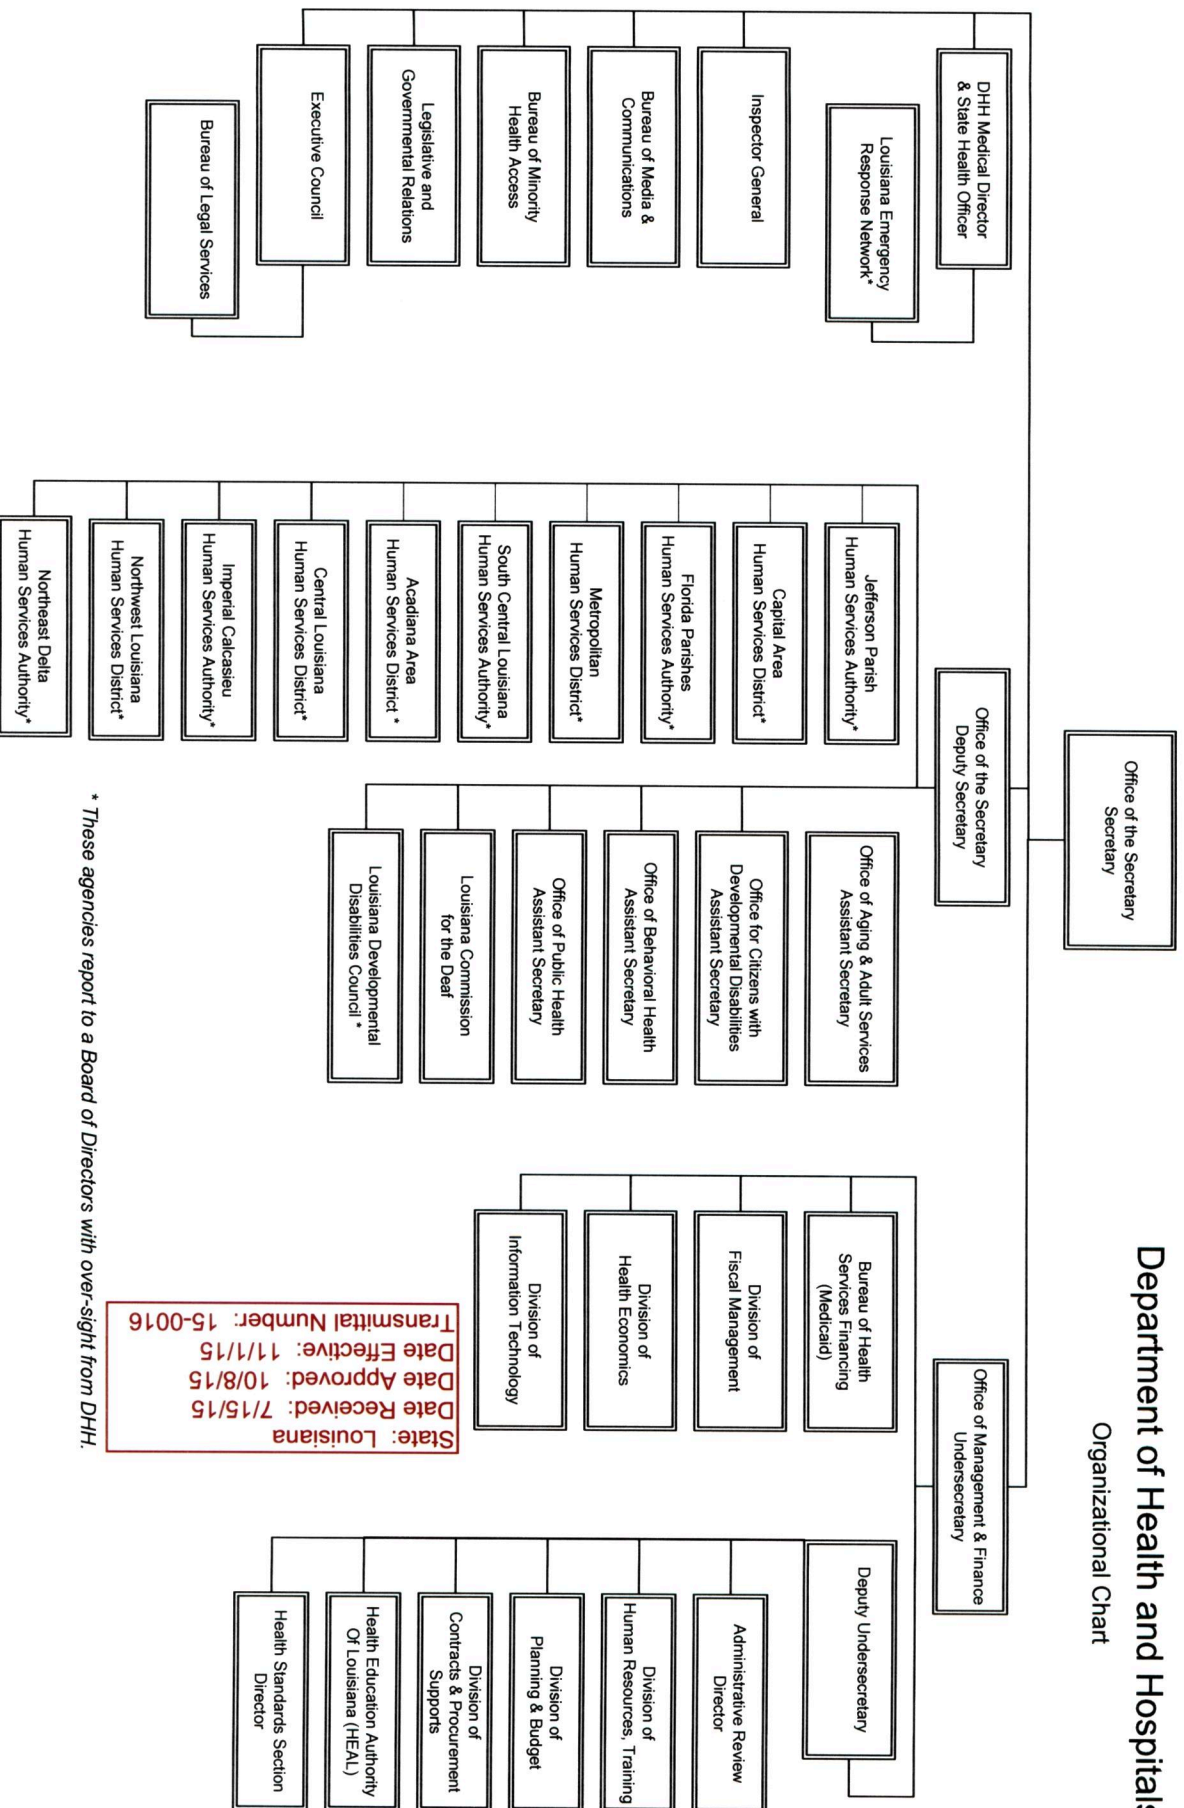 Department of Health and Hospitals
Organizational Chart
Office of the Secretary
Secretary
Office of the Secretary
Deputy Secretary
Office of Management & Finance
Undersecretary
DHH Medical Director
& State Health Officer
Louisiana Emergency
Response Network*
Inspector General
Bureau of Media &
Communications
Bureau of Minority
Health Access
Legislative and
Governmental Relations
Executive Council
Bureau of Legal Services
Jefferson Parish
Human Services Authority*
Capital Area
Human Services District*
Florida Parishes
Human Services Authority*
Metropolitan
Human Services District*
South Central Louisiana
Human Services Authority*
Acadiana Area
Human Services District *
Central Louisiana
Human Services District*
Imperial Calcasieu
Human Services Authority*
Northwest Louisiana
Human Services District*
Northeast Delta
Human Services Authority*
Office of Aging & Adult Services
Assistant Secretary
Office for Citizens with
Developmental Disabilities
Assistant Secretary
Office of Behavioral Health
Assistant Secretary
Office of Public Health
Assistant Secretary
Louisiana Commission
for the Deaf
Louisiana Developmental
Disabilities Council *
Bureau of Health
Services Financing
(Medicaid)
Division of
Fiscal Management
Division of
Health Economics
Division of
Information Technology
Deputy Undersecretary
Administrative Review
Director
Division of
Human Resources, Training
Division of
Planning & Budget
Division of
Contracts & Procurement
Supports
Health Education Authority
Of Louisiana (HEAL)
Health Standards Section
Director
* These agencies report to a Board of Directors with over-sight from DHH.
State: Louisiana
Date Received: 7/15/15
Date Approved: 10/8/15
Date Effective: 11/1/15
Transmittal Number: 15-0016